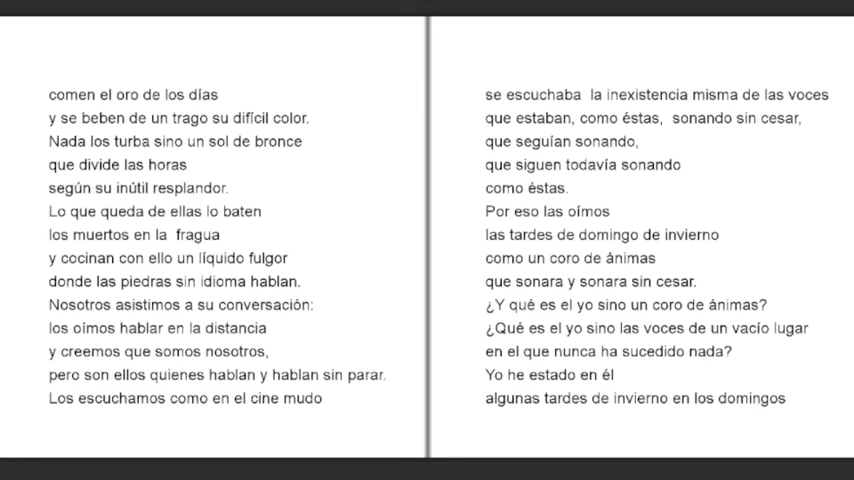 comen el oro de los días
y se beben de un trago su difícil color.
Nada los turba sino un sol de bronce
que divide las horas
según su inútil resplandor.
Lo que queda de ellas lo baten
los muertos en la  fragua
y cocinan con ello un líquido fulgor
donde las piedras sin idioma hablan.
Nosotros asistimos a su conversación:
los oímos hablar en la distancia
y creemos que somos nosotros,
pero son ellos quienes hablan y hablan sin parar.
Los escuchamos como en el cine mudo
se escuchaba  la inexistencia misma de las voces
que estaban, como éstas,  sonando sin cesar,
que seguían sonando,
que siguen todavía sonando
como éstas.
Por eso las oímos
las tardes de domingo de invierno
como un coro de ánimas
que sonara y sonara sin cesar.
¿Y qué es el yo sino un coro de ánimas?
¿Qué es el yo sino las voces de un vacío lugar
en el que nunca ha sucedido nada?
Yo he estado en él
algunas tardes de invierno en los domingos